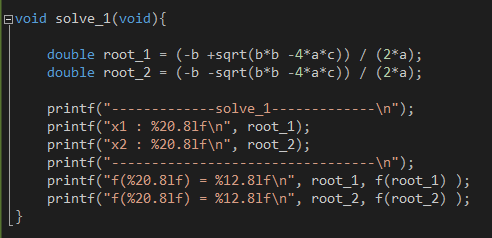 void solve_1(void){
double root_1 = (-b +sqrt(b*b -4*a*c)) / (2*a);
double root_2 = (-b -sqrt(b*b -4*a*c)) / (2*a);
printf("-------------solve_1-------------\n");
printf("x1 : %20.8lf\n", root_1);
printf("x2 : %20.8lf\n", root_2);
printf("---------------------------------\n");
printf("f(%20.8lf) = %12.8lf\n", root_1, f(root_1) );
printf("f(%20.8lf) = %12.8lf\n", root_2, f(root_2) );
}